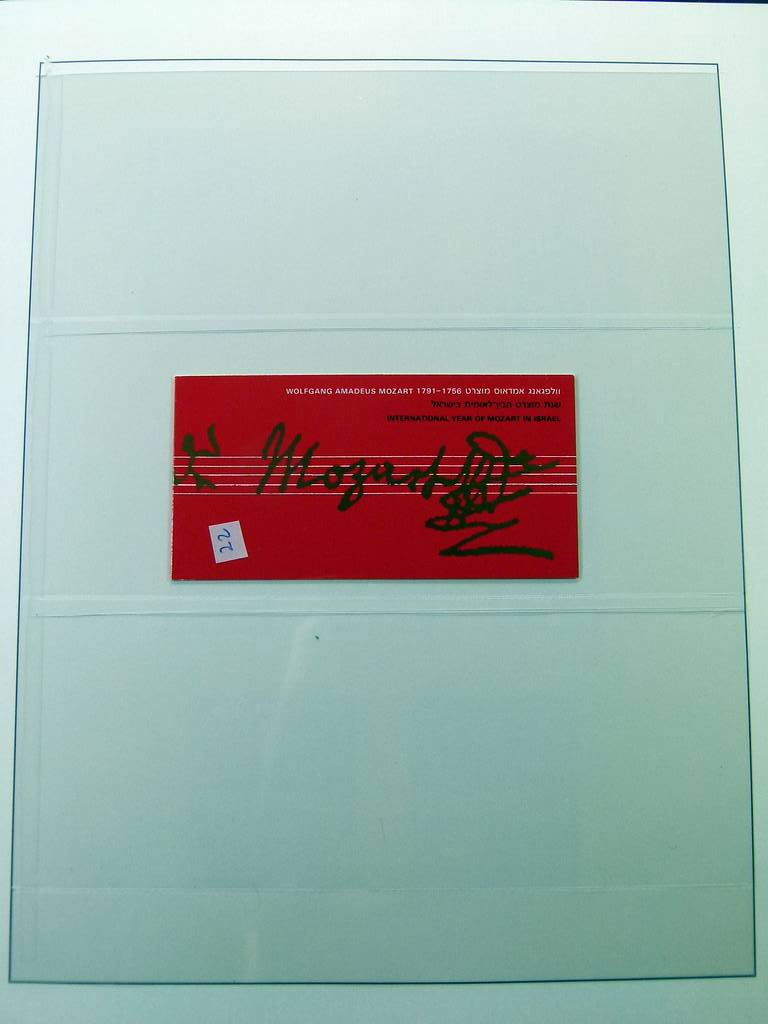 WOLFGANG AMADEUS MOZART 1791–1756 וולפגאנג אמדאוס מוצרט
שנת מוצרט הבין־לאומית בישראל
INTERNATIONAL YEAR OF MOZART IN ISRAEL
Mozart
22